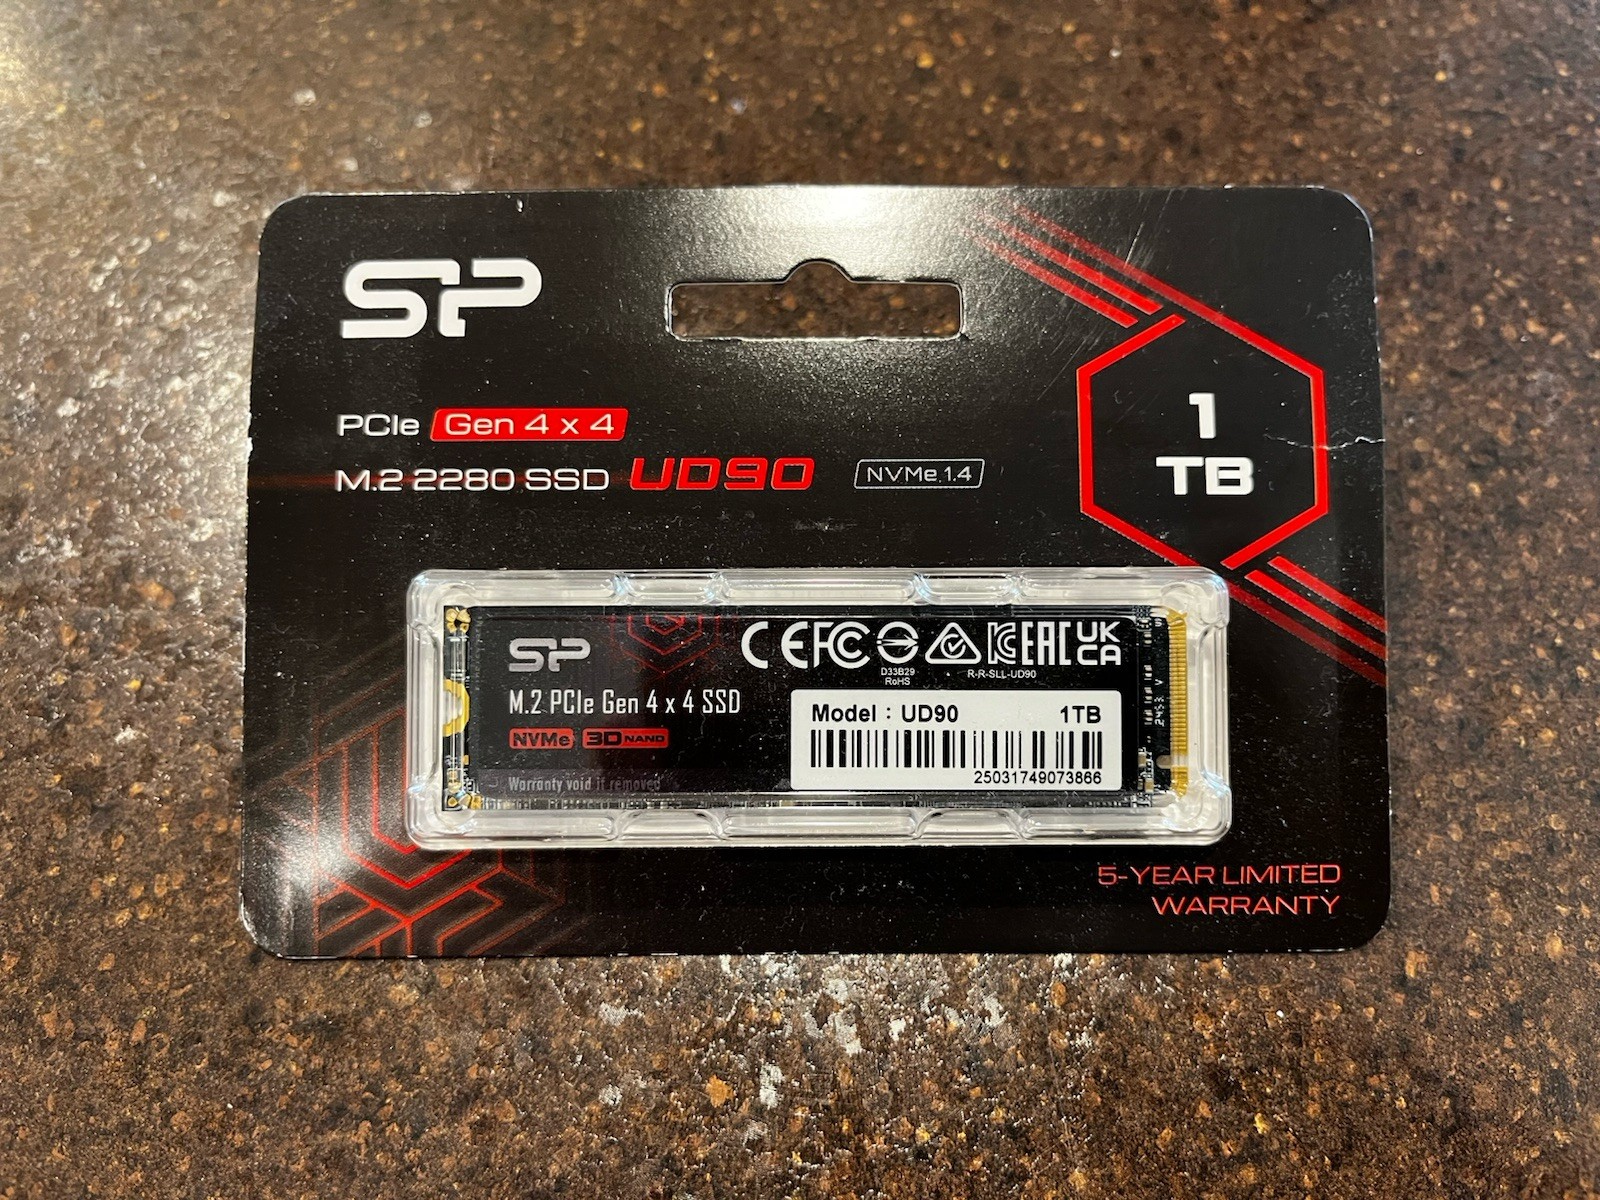 SP
PCIe Gen 4 x 4
M.2 2280 SSD UD90 NVMe 1.4
1
TB
SP
M.2 PCIe Gen 4 x 4 SSD
NVMe 3D NAND
Warranty void if removed
CE FC EAC UK
CA
D33B29
RoHS
R-R-SLL-UD90
Model : UD90 1TB
25031749073866
2453 V
5-YEAR LIMITED
WARRANTY